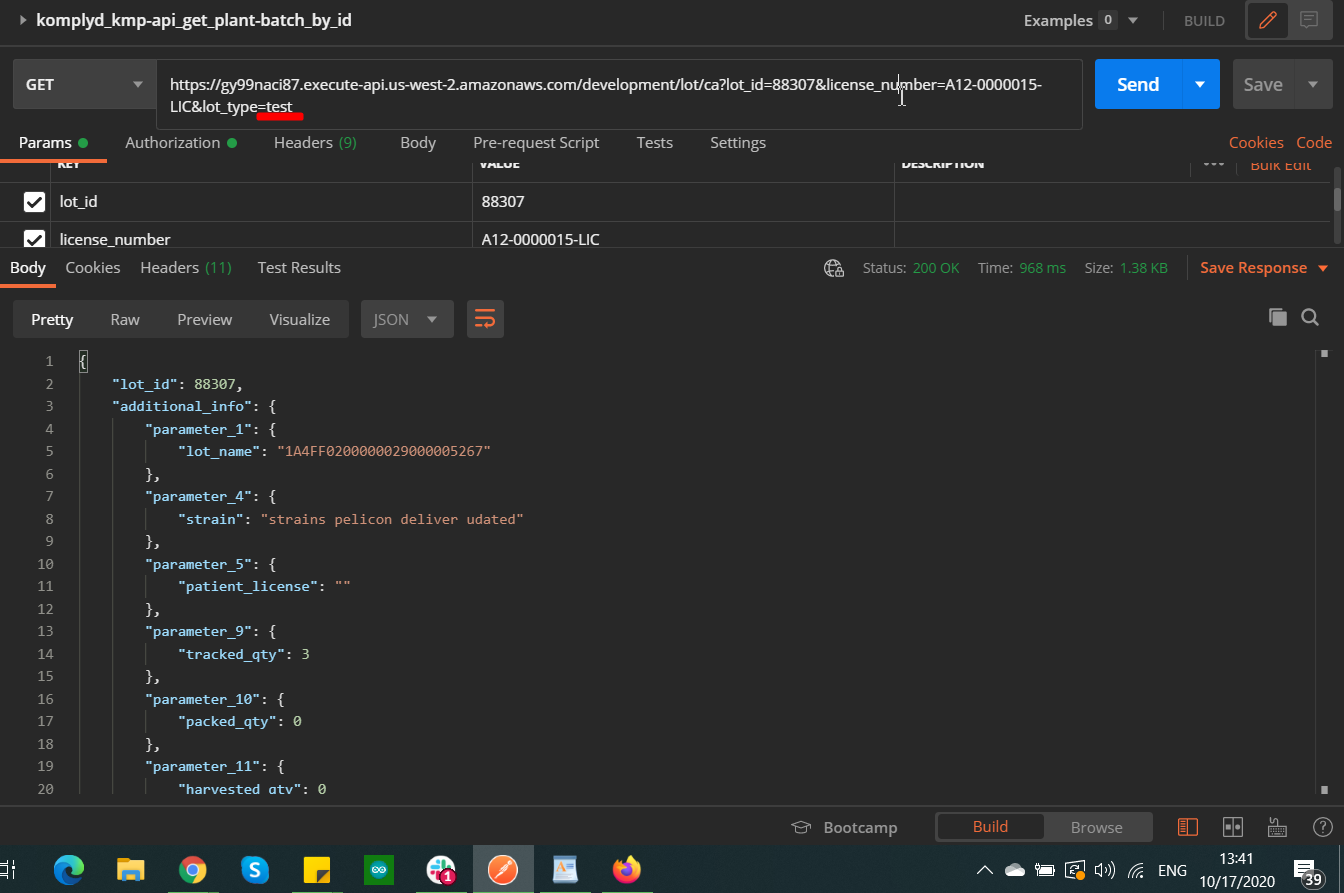 komplyd_kmp-api_get_plant-batch_by_id
Examples 0
BUILD
GET
https://gy99naci87.execute-api.us-west-2.amazonaws.com/development/lot/ca?lot_id=88307&license_number=A12-0000015-
LIC&lot_type=test
Send
Save
Params
Authorization
Headers (9)
Body
Pre-request Script
Tests
Settings
Cookies
Code
KEY
VALUE
DESCRIPTION
Bulk Edit
lot_id
88307
license_number
A12-0000015-LIC
Body
Cookies
Headers (11)
Test Results
Status: 200 OK
Time: 968 ms
Size: 1.38 KB
Save Response
Pretty
Raw
Preview
Visualize
JSON
1 {
2 "lot_id": 88307,
3 "additional_info": {
4 "parameter_1": {
5 "lot_name": "1A4FF0200000029000005267"
6 },
7 "parameter_4": {
8 "strain": "strains pelicon deliver udated"
9 },
10 "parameter_5": {
11 "patient_license": ""
12 },
13 "parameter_9": {
14 "tracked_qty": 3
15 },
16 "parameter_10": {
17 "packed_qty": 0
18 },
19 "parameter_11": {
20 "harvested_qty": 0
Bootcamp
Build
Browse
1
ENG
13:41
10/17/2020
39